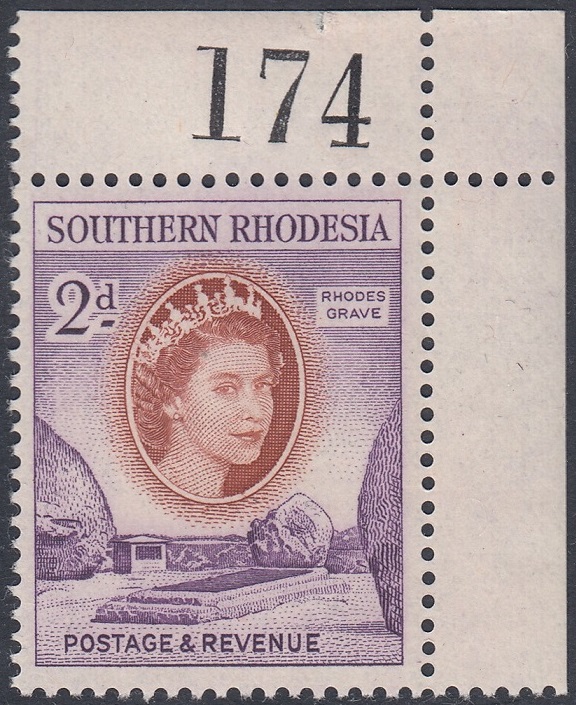 174
SOUTHERN RHODESIA
2d
RHODES
GRAVE
POSTAGE & REVENUE